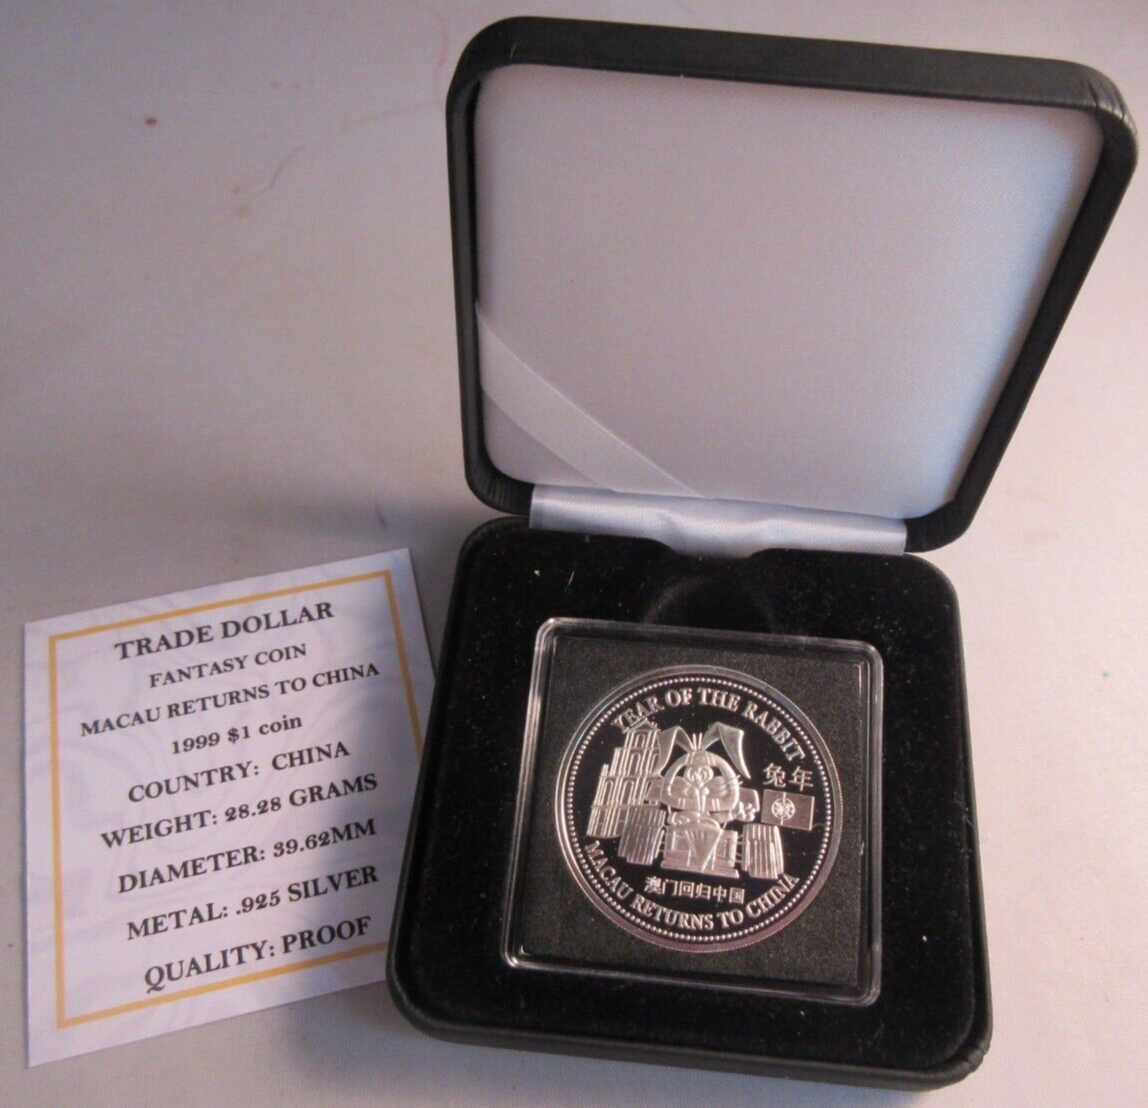 TRADE DOLLAR
FANTASY COIN
MACAU RETURNS TO CHINA
1999 $1 coin
COUNTRY: CHINA
WEIGHT: 28.28 GRAMS
DIAMETER: 39.62MM
METAL: .925 SILVER
QUALITY: PROOF
YEAR OF THE RABBIT
兔年
澳门回归中国
MACAU RETURNS TO CHINA